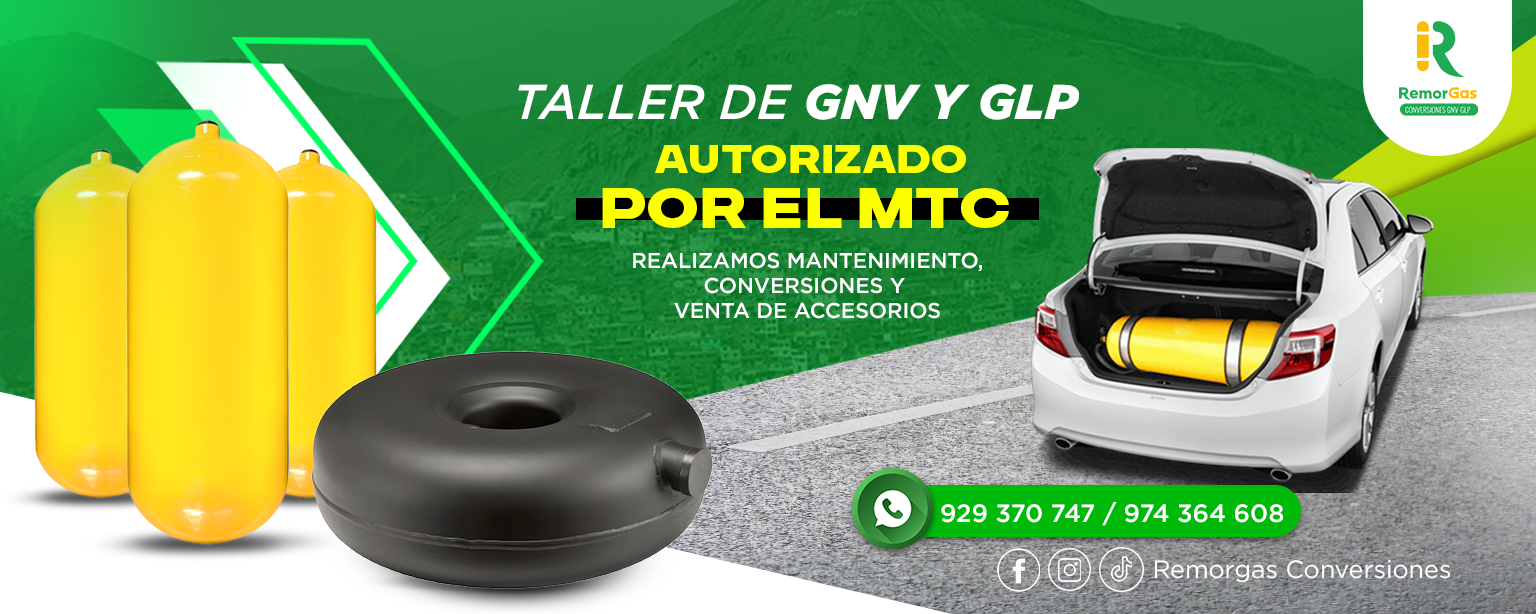 TALLER DE GNV Y GLP
AUTORIZADO
POR EL MTC
REALIZAMOS MANTENIMIENTO,
CONVERSIONES Y
VENTA DE ACCESORIOS
RemorGas
CONVERSIONES GNV-GLP
929 370 747 / 974 364 608
Remorgas Conversiones